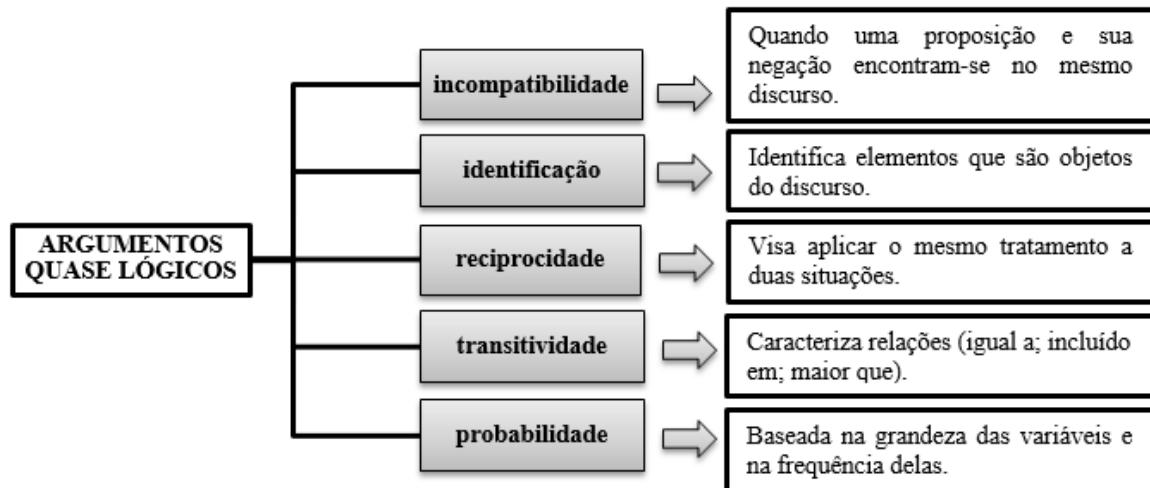 ARGUMENTOS
QUASE LÓGICOS
incompatibilidade
Quando uma proposição e sua
negação encontram-se no mesmo
discurso.
identificação
Identifica elementos que são objetos
do discurso.
reciprocidade
Visa aplicar o mesmo tratamento a
duas situações.
transitividade
Caracteriza relações (igual a; incluído
em; maior que).
probabilidade
Baseada na grandeza das variáveis e
na frequência delas.